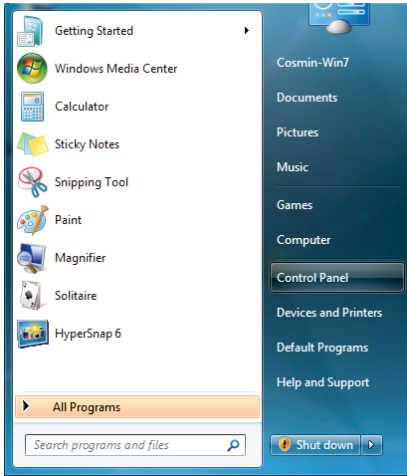 Getting Started
Windows Media Center
Calculator
Sticky Notes
Snipping Tool
Paint
Magnifier
Solitaire
HyperSnap 6
All Programs
Search programs and files
Cosmin-Win7
Documents
Pictures
Music
Games
Computer
Control Panel
Devices and Printers
Default Programs
Help and Support
Shut down